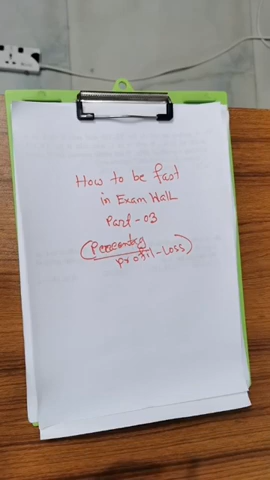 How to be fast
in Exam Hall
Part-03
(Percentage
Profit-Loss)